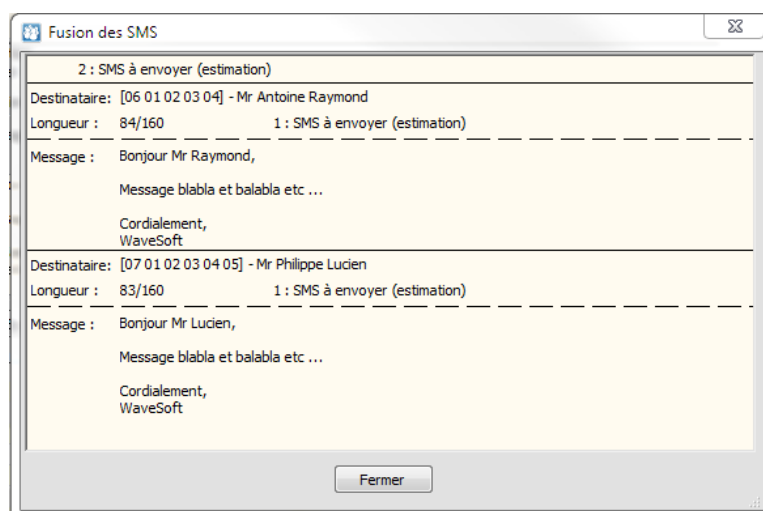 Fusion des SMS
2 : SMS à envoyer (estimation)
Destinataire: [06 01 02 03 04] - Mr Antoine Raymond
Longueur : 84/160 1 : SMS à envoyer (estimation)
Message : Bonjour Mr Raymond,
Message blabla et balabla etc ...
Cordialement,
WaveSoft
Destinataire: [07 01 02 03 04 05] - Mr Philippe Lucien
Longueur : 83/160 1 : SMS à envoyer (estimation)
Message : Bonjour Mr Lucien,
Message blabla et balabla etc ...
Cordialement,
WaveSoft
Fermer